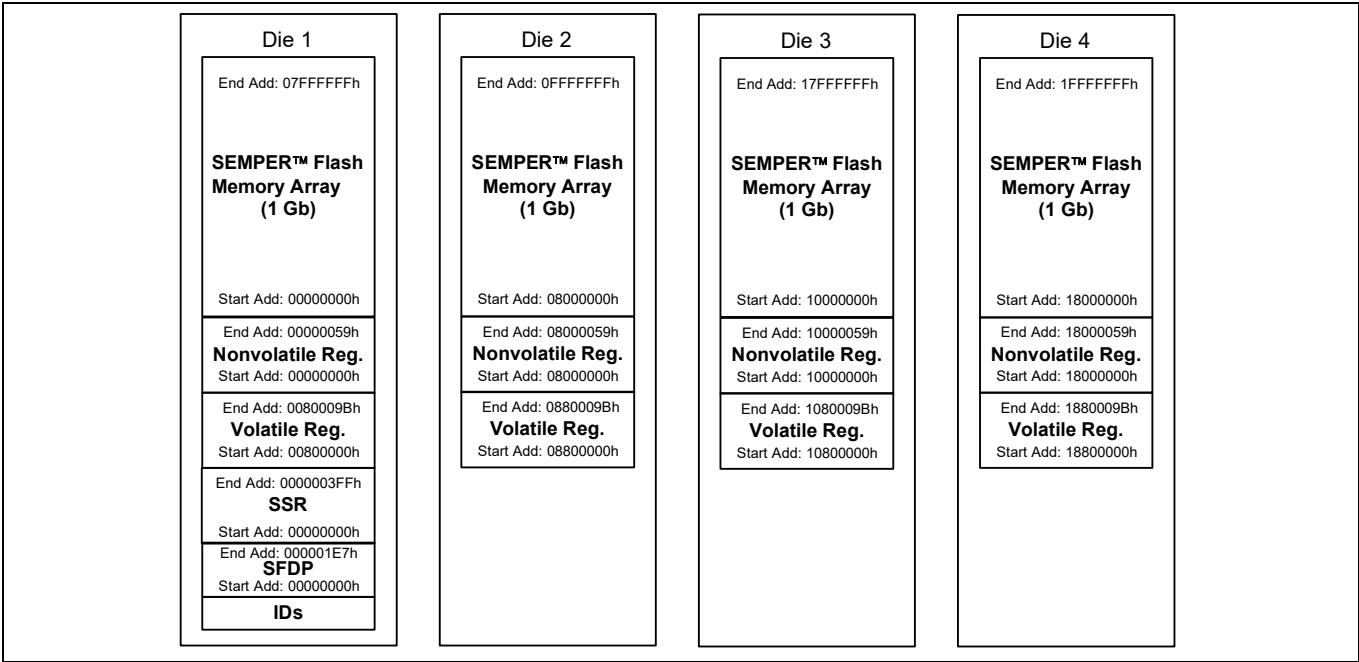 Die 1
End Add: 07FFFFFFh
SEMPER™ Flash
Memory Array
(1 Gb)
Start Add: 00000000h
End Add: 00000059h
Nonvolatile Reg.
Start Add: 00000000h
End Add: 0080009Bh
Volatile Reg.
Start Add: 00800000h
End Add: 0000003FFh
SSR
Start Add: 00000000h
End Add: 000001E7h
SFDP
Start Add: 00000000h
IDs
Die 2
End Add: 0FFFFFFFh
SEMPER™ Flash
Memory Array
(1 Gb)
Start Add: 08000000h
End Add: 08000059h
Nonvolatile Reg.
Start Add: 08000000h
End Add: 0880009Bh
Volatile Reg.
Start Add: 08800000h
Die 3
End Add: 17FFFFFFh
SEMPER™ Flash
Memory Array
(1 Gb)
Start Add: 10000000h
End Add: 10000059h
Nonvolatile Reg.
Start Add: 10000000h
End Add: 1080009Bh
Volatile Reg.
Start Add: 10800000h
Die 4
End Add: 1FFFFFFFh
SEMPER™ Flash
Memory Array
(1 Gb)
Start Add: 18000000h
End Add: 18000059h
Nonvolatile Reg.
Start Add: 18000000h
End Add: 1880009Bh
Volatile Reg.
Start Add: 18800000h